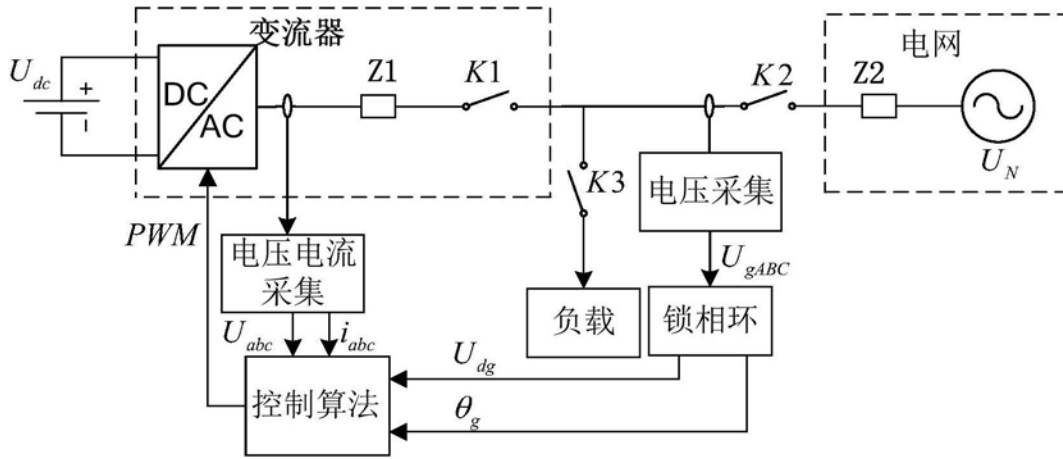 变流器
电网
U_dc
+
DC
AC
Z1
K1
K2
Z2
U_N
K3
电压采集
PWM
电压电流
采集
U_gABC
负载
锁相环
U_abc
i_abc
U_dg
控制算法
θ_g